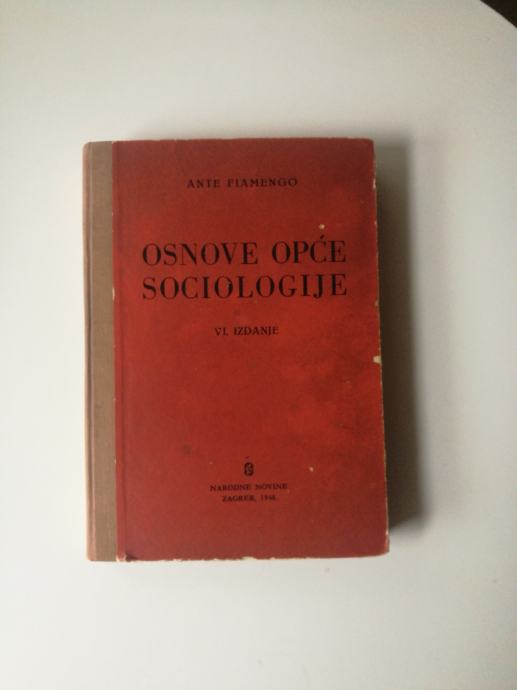 ANTE FIAMENGO
OSNOVE OPĆE
SOCIOLOGIJE
VI. IZDANJE
NARODNE NOVINE
ZAGREB,